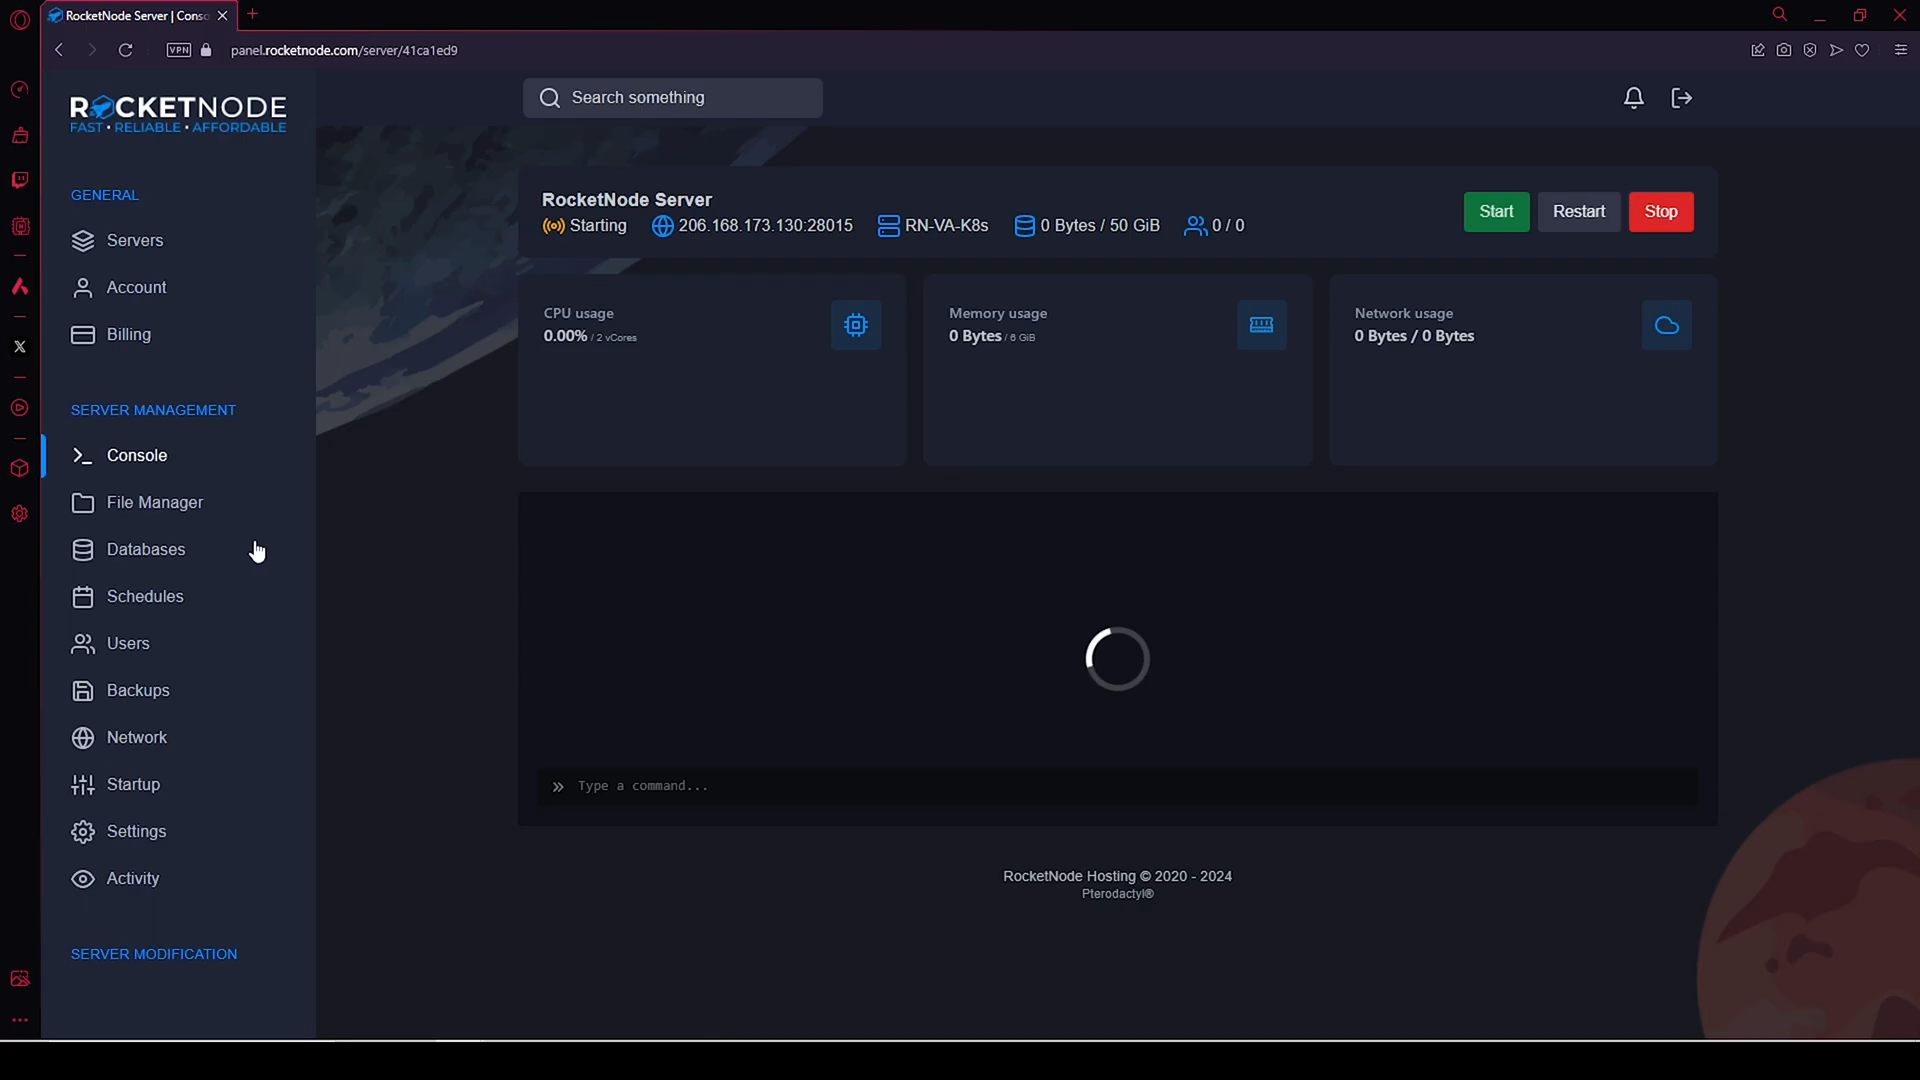 RocketNode Server | Conso
VPN
panel.rocketnode.com/server/41ca1ed9
ROCKETNODE
FAST • RELIABLE • AFFORDABLE
Search something
GENERAL
Servers
Account
Billing
SERVER MANAGEMENT
Console
File Manager
Databases
Schedules
Users
Backups
Network
Startup
Settings
Activity
SERVER MODIFICATION
RocketNode Server
Starting 206.168.173.130:28015 RN-VA-K8s 0 Bytes / 50 GiB 0 / 0
Start Restart Stop
CPU usage
0.00% / 2 vCores
Memory usage
0 Bytes / 6 GiB
Network usage
0 Bytes / 0 Bytes
» Type a command...
RocketNode Hosting © 2020 - 2024
Pterodactyl®